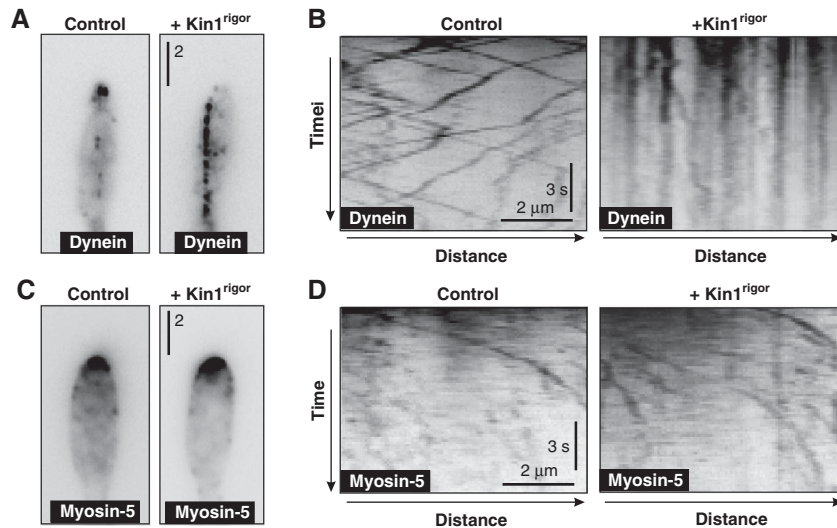 A
Control
+ Kin1rigor
2
Dynein
Dynein
B
Control
+Kin1rigor
Timei
3 s
2 μm
Dynein
Dynein
Distance
Distance
C
Control
+ Kin1rigor
2
Myosin-5
Myosin-5
D
Control
+ Kin1rigor
Time
3 s
2 μm
Myosin-5
Myosin-5
Distance
Distance